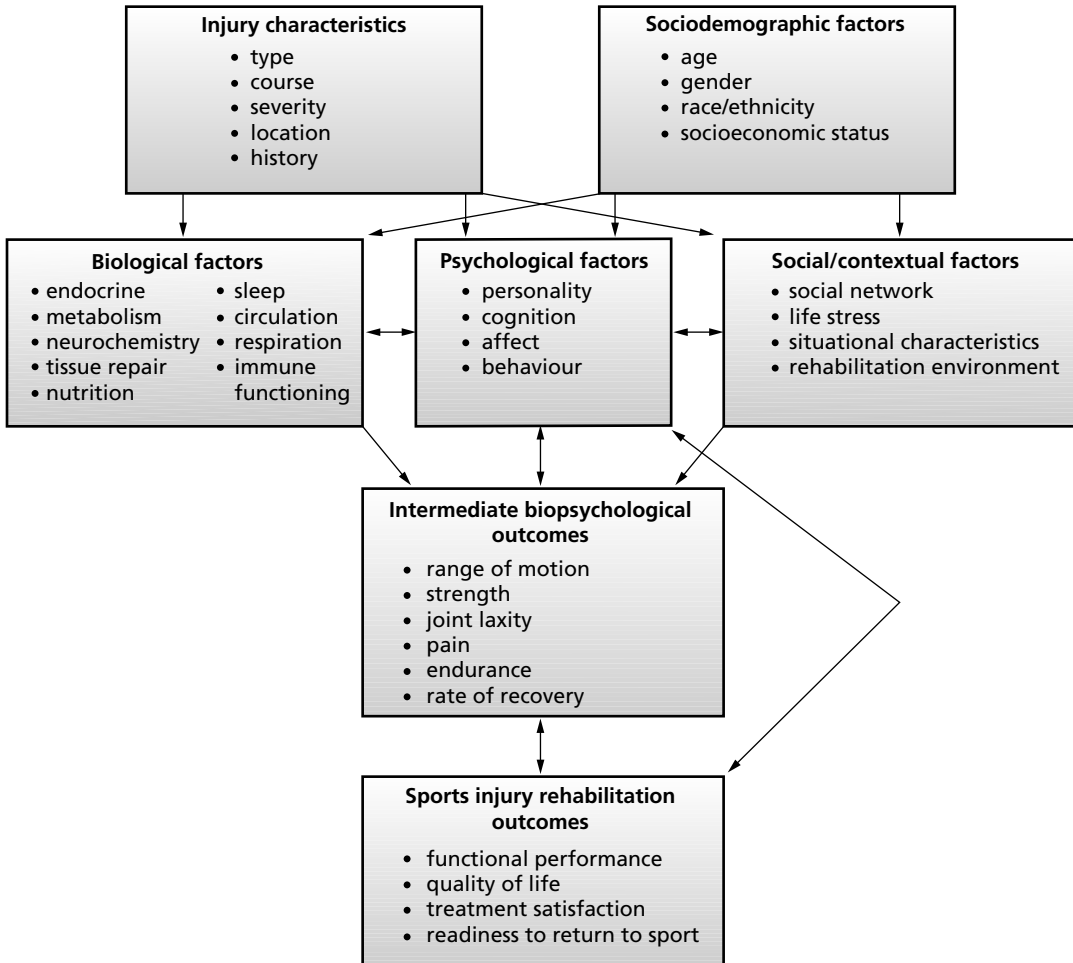 Injury characteristics
• type
• course
• severity
• location
• history
Sociodemographic factors
• age
• gender
• race/ethnicity
• socioeconomic status
Biological factors
• endocrine
• metabolism
• neurochemistry
• tissue repair
• nutrition
• sleep
• circulation
• respiration
• immune
functioning
Psychological factors
• personality
• cognition
• affect
• behaviour
Social/contextual factors
• social network
• life stress
• situational characteristics
• rehabilitation environment
Intermediate biopsychological
outcomes
• range of motion
• strength
• joint laxity
• pain
• endurance
• rate of recovery
Sports injury rehabilitation
outcomes
• functional performance
• quality of life
• treatment satisfaction
• readiness to return to sport